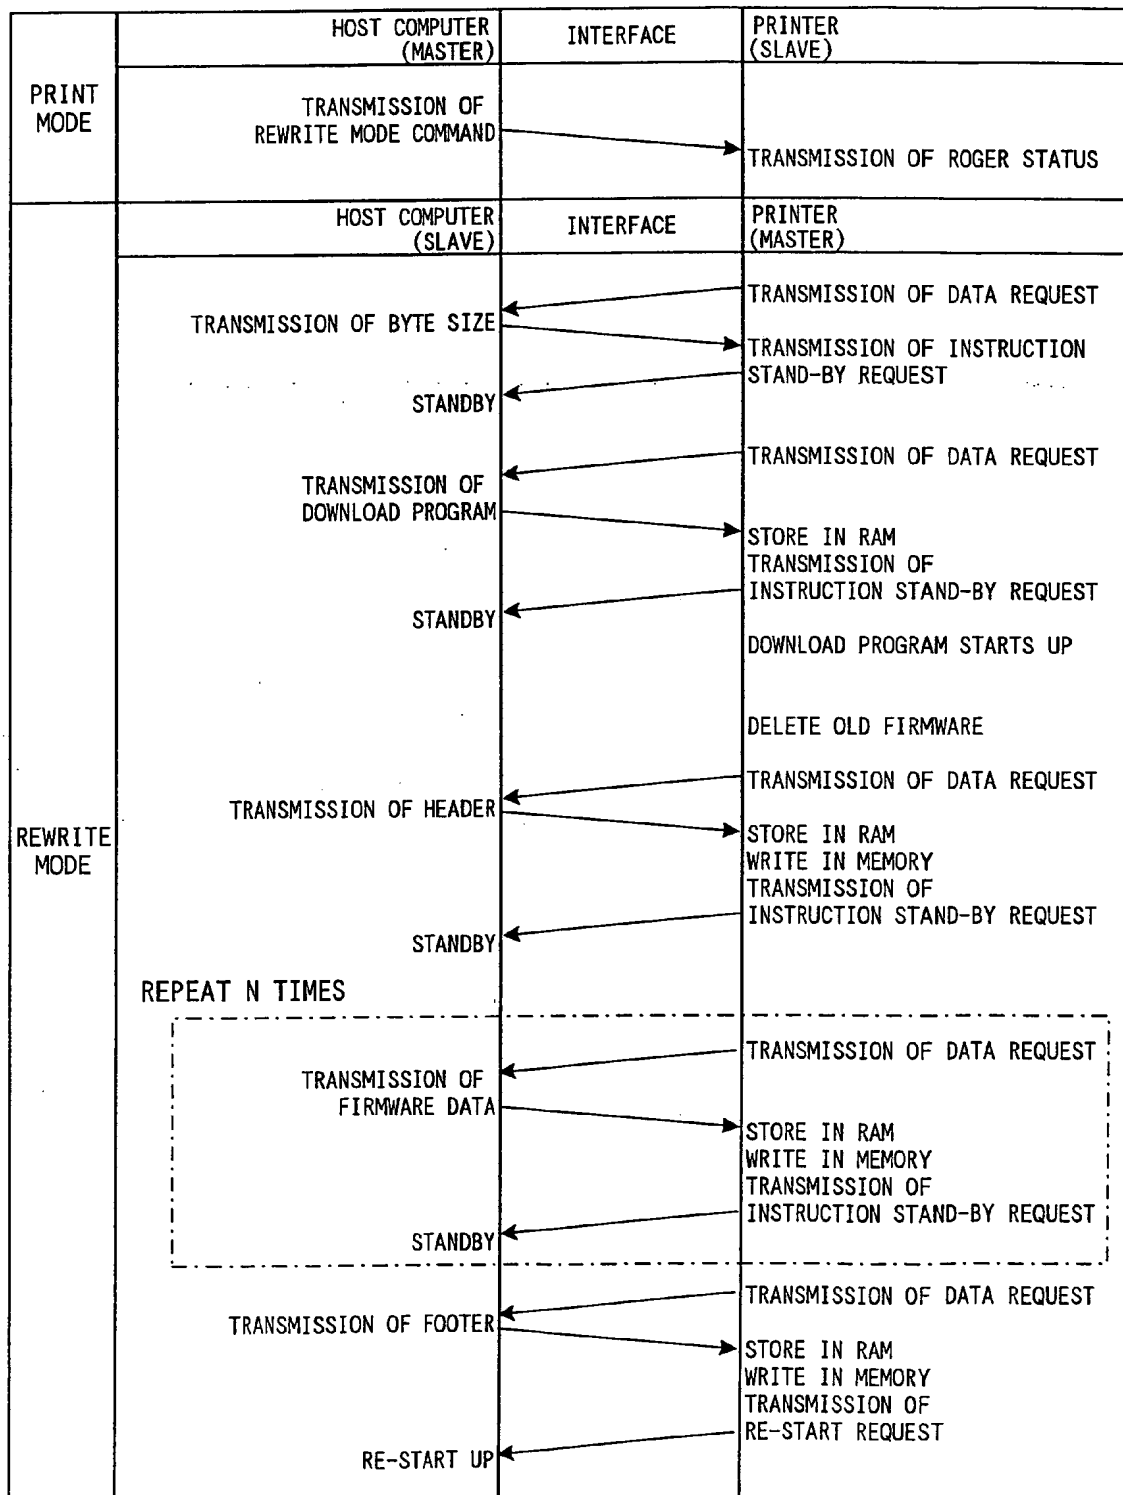 HOST COMPUTER
(MASTER)
INTERFACE
PRINTER
(SLAVE)
PRINT
MODE
TRANSMISSION OF
REWRITE MODE COMMAND
TRANSMISSION OF ROGER STATUS
HOST COMPUTER
(SLAVE)
INTERFACE
PRINTER
(MASTER)
REWRITE
MODE
TRANSMISSION OF DATA REQUEST
TRANSMISSION OF BYTE SIZE
TRANSMISSION OF INSTRUCTION
STAND-BY REQUEST
STANDBY
TRANSMISSION OF DATA REQUEST
TRANSMISSION OF
DOWNLOAD PROGRAM
STORE IN RAM
TRANSMISSION OF
INSTRUCTION STAND-BY REQUEST
STANDBY
DOWNLOAD PROGRAM STARTS UP
DELETE OLD FIRMWARE
TRANSMISSION OF DATA REQUEST
TRANSMISSION OF HEADER
STORE IN RAM
WRITE IN MEMORY
TRANSMISSION OF
INSTRUCTION STAND-BY REQUEST
STANDBY
REPEAT N TIMES
TRANSMISSION OF DATA REQUEST
TRANSMISSION OF
FIRMWARE DATA
STORE IN RAM
WRITE IN MEMORY
TRANSMISSION OF
INSTRUCTION STAND-BY REQUEST
STANDBY
TRANSMISSION OF DATA REQUEST
TRANSMISSION OF FOOTER
STORE IN RAM
WRITE IN MEMORY
TRANSMISSION OF
RE-START REQUEST
RE-START UP